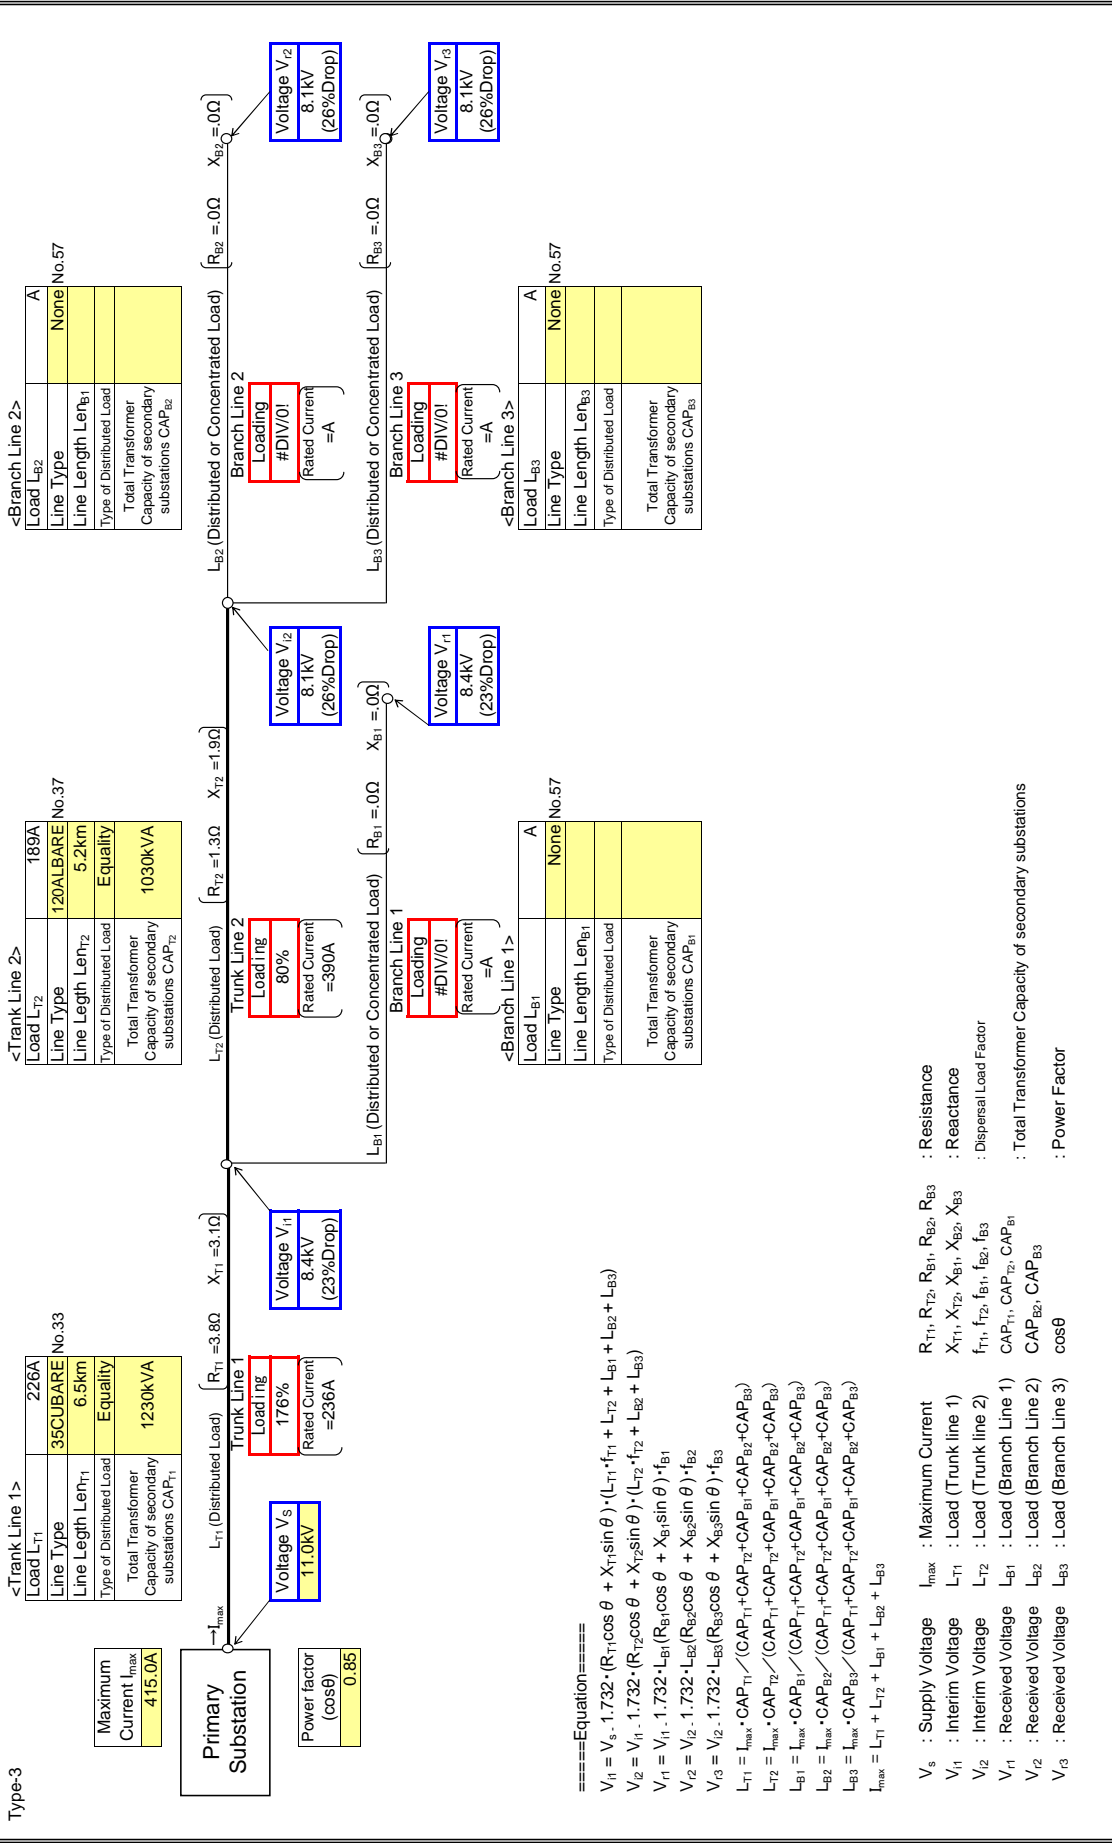 Type-3
Maximum
Current Imax
415.0A
Primary
Substation
Power factor
(cosθ)
0.85
→Imax
Voltage VS
11.0kV
<Trank Line 1>
Load LT1 226A
Line Type 35CUBARE No.33
Line Legth LenT1 6.5km
Type of Distributed Load Equality
Total Transformer
Capacity of secondary
substations CAPT1
1230kVA
LT1 (Distributed Load)
RT1 =3.8Ω XT1 =3.1Ω
Trunk Line 1
Loading
176%
Rated Current
=236A
Voltage Vi1
8.4kV
(23%Drop)
<Trank Line 2>
Load LT2 189A
Line Type 120ALBARE No.37
Line Legth LenT2 5.2km
Type of Distributed Load Equality
Total Transformer
Capacity of secondary
substations CAPT2
1030kVA
LT2 (Distributed Load)
RT2 =1.3Ω XT2 =1.9Ω
Trunk Line 2
Loading
80%
Rated Current
=390A
Voltage Vi2
8.1kV
(26%Drop)
LB1 (Distributed or Concentrated Load)
RB1 =.0Ω XB1 =.0Ω
Branch Line 1
Loading
#DIV/0!
Rated Current
=A
Voltage Vr1
8.4kV
(23%Drop)
<Branch Line 1>
Load LB1 A
Line Type None No.57
Line Length LenB1
Type of Distributed Load
Total Transformer
Capacity of secondary
substations CAPB1
<Branch Line 2>
Load LB2 A
Line Type None No.57
Line Length LenB1
Type of Distributed Load
Total Transformer
Capacity of secondary
substations CAPB2
LB2 (Distributed or Concentrated Load)
RB2 =.0Ω XB2 =.0Ω
Branch Line 2
Loading
#DIV/0!
Rated Current
=A
Voltage Vr2
8.1kV
(26%Drop)
LB3 (Distributed or Concentrated Load)
RB3 =.0Ω XB3 =.0Ω
Branch Line 3
Loading
#DIV/0!
Rated Current
=A
Voltage Vr3
8.1kV
(26%Drop)
<Branch Line 3>
Load LB3 A
Line Type None No.57
Line Length LenB3
Type of Distributed Load
Total Transformer
Capacity of secondary
substations CAPB3
=====Equation=====
Vi1 = Vs - 1.732・(RT1cos θ + XT1sin θ)・(LT1・fT1 + LT2 + LB1 + LB2 + LB3)
Vi2 = Vi1 - 1.732・(RT2cos θ + XT2sin θ)・(LT2・fT2 + LB2 + LB3)
Vr1 = Vi1 - 1.732・LB1(RB1cos θ + XB1sin θ)・fB1
Vr2 = Vi2 - 1.732・LB2(RB2cos θ + XB2sin θ)・fB2
Vr3 = Vi2 - 1.732・LB3(RB3cos θ + XB3sin θ)・fB3
LT1 = Imax・CAPT1／(CAPT1+CAPT2+CAPB1+CAPB2+CAPB3)
LT2 = Imax・CAPT2／(CAPT1+CAPT2+CAPB1+CAPB2+CAPB3)
LB1 = Imax・CAPB1／(CAPT1+CAPT2+CAPB1+CAPB2+CAPB3)
LB2 = Imax・CAPB2／(CAPT1+CAPT2+CAPB1+CAPB2+CAPB3)
LB3 = Imax・CAPB3／(CAPT1+CAPT2+CAPB1+CAPB2+CAPB3)
Imax = LT1 + LT2 + LB1 + LB2 + LB3
Vs : Supply Voltage Imax : Maximum Current RT1, RT2, RB1, RB2, RB3 : Resistance
Vi1 : Interim Voltage LT1 : Load (Trunk line 1) XT1, XT2, XB1, XB2, XB3 : Reactance
Vi2 : Interim Voltage LT2 : Load (Trunk line 2) fT1, fT2, fB1, fB2, fB3 : Dispersal Load Factor
Vr1 : Received Voltage LB1 : Load (Branch Line 1) CAPT1, CAPT2, CAPB1 : Total Transformer Capacity of secondary substations
Vr2 : Received Voltage LB2 : Load (Branch Line 2) CAPB2, CAPB3
Vr3 : Received Voltage LB3 : Load (Branch Line 3) cosθ : Power Factor